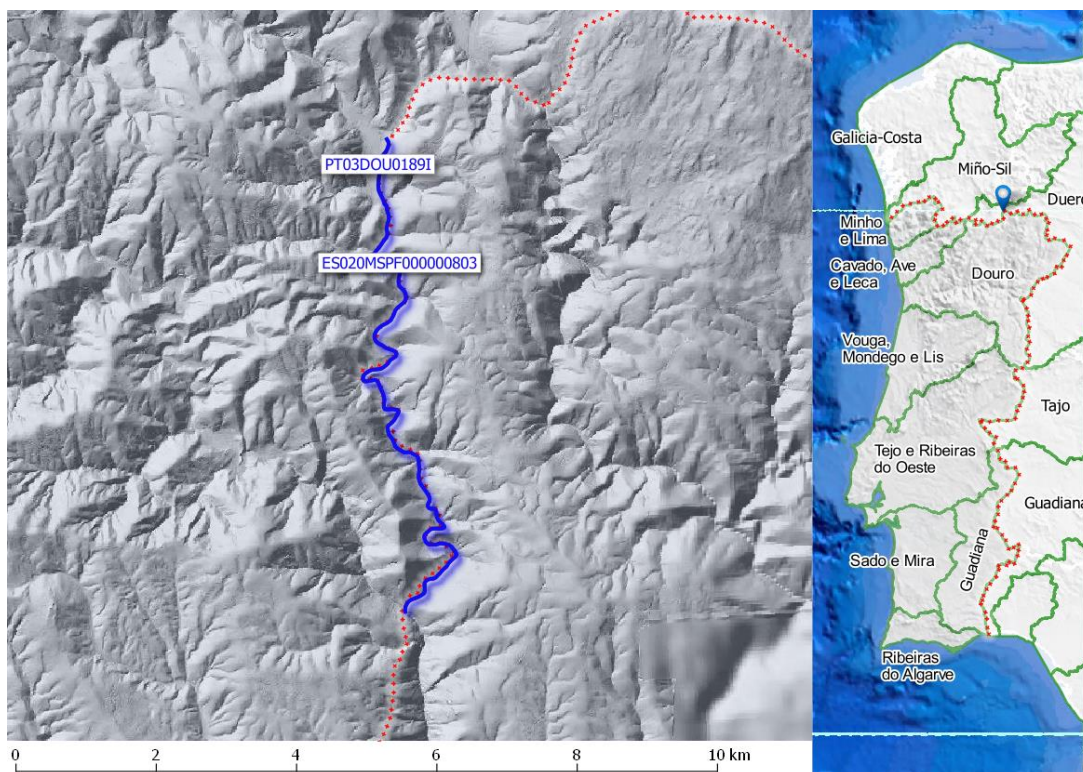 PT03DOU0189I
ES020MSPF000000803
0 2 4 6 8 10 km
Galicia-Costa
Miño-Sil
Duero
Minho
e Lima
Cavado, Ave
e Leca
Douro
Vouga,
Mondego e Lis
Tajo
Tejo e Ribeiras
do Oeste
Guadiana
Sado e Mira
Guadiana
Ribeiras
do Algarve